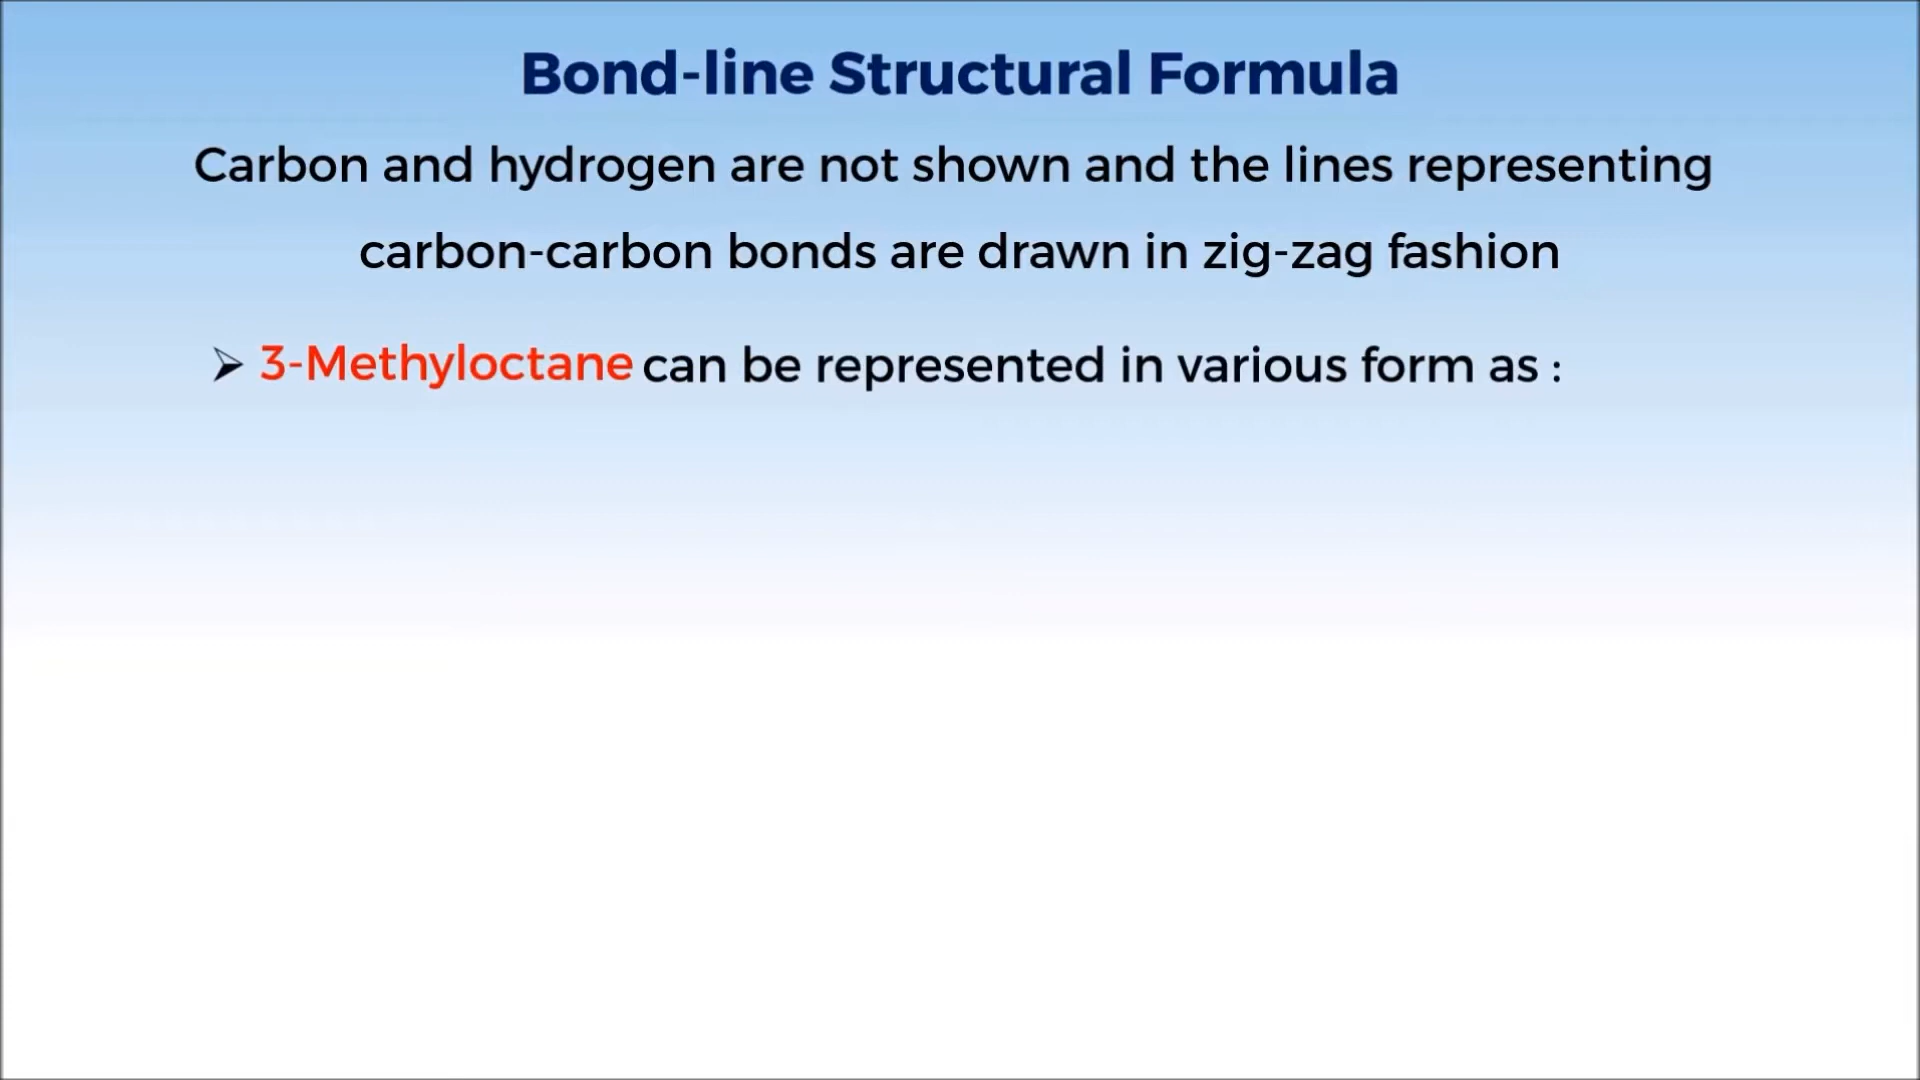 Bond-line Structural Formula
Carbon and hydrogen are not shown and the lines representing
carbon-carbon bonds are drawn in zig-zag fashion
➢ 3-Methyloctane can be represented in various form as :